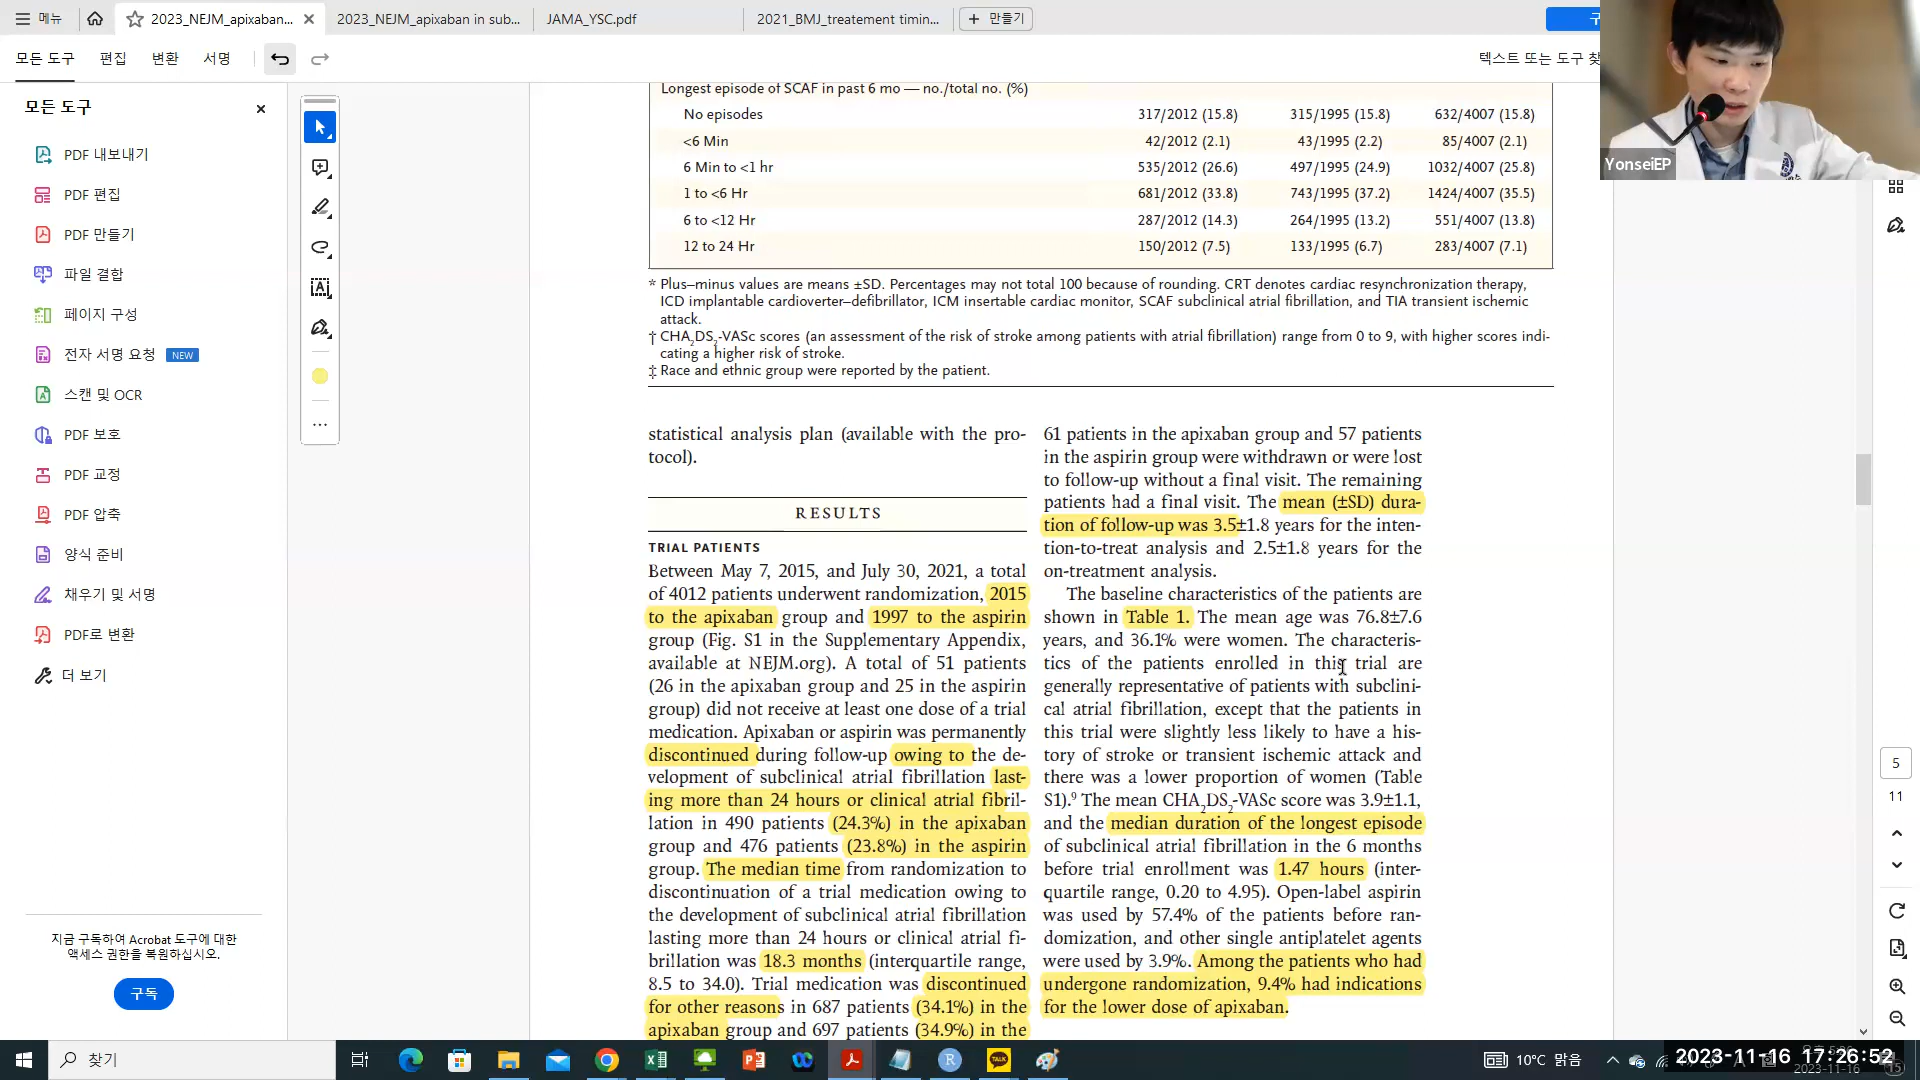 메뉴
2023_NEJM_apixaban...
2023_NEJM_apixaban in sub...
JAMA_YSC.pdf
2021_BMJ_treatement timin...
만들기
구
모든 도구
편집
변환
서명
텍스트 또는 도구 찾
YonseiEP
모든 도구
PDF 내보내기
PDF 편집
PDF 만들기
파일 결합
페이지 구성
전자 서명 요청 NEW
스캔 및 OCR
PDF 보호
PDF 교정
PDF 압축
양식 준비
채우기 및 서명
PDF로 변환
더 보기
지금 구독하여 Acrobat 도구에 대한
액세스 권한을 복원하십시오.
구독
Longest episode of SCAF in past 6 mo — no./total no. (%)
No episodes 317/2012 (15.8) 315/1995 (15.8) 632/4007 (15.8)
<6 Min 42/2012 (2.1) 43/1995 (2.2) 85/4007 (2.1)
6 Min to <1 hr 535/2012 (26.6) 497/1995 (24.9) 1032/4007 (25.8)
1 to <6 Hr 681/2012 (33.8) 743/1995 (37.2) 1424/4007 (35.5)
6 to <12 Hr 287/2012 (14.3) 264/1995 (13.2) 551/4007 (13.8)
12 to 24 Hr 150/2012 (7.5) 133/1995 (6.7) 283/4007 (7.1)
* Plus–minus values are means ±SD. Percentages may not total 100 because of rounding. CRT denotes cardiac resynchronization therapy,
ICD implantable cardioverter–defibrillator, ICM insertable cardiac monitor, SCAF subclinical atrial fibrillation, and TIA transient ischemic
attack.
† CHA₂DS₂-VASc scores (an assessment of the risk of stroke among patients with atrial fibrillation) range from 0 to 9, with higher scores indi-
cating a higher risk of stroke.
‡ Race and ethnic group were reported by the patient.
statistical analysis plan (available with the pro-
tocol).
RESULTS
TRIAL PATIENTS
Between May 7, 2015, and July 30, 2021, a total
of 4012 patients underwent randomization, 2015
to the apixaban group and 1997 to the aspirin
group (Fig. S1 in the Supplementary Appendix,
available at NEJM.org). A total of 51 patients
(26 in the apixaban group and 25 in the aspirin
group) did not receive at least one dose of a trial
medication. Apixaban or aspirin was permanently
discontinued during follow-up owing to the de-
velopment of subclinical atrial fibrillation last-
ing more than 24 hours or clinical atrial fibril-
lation in 490 patients (24.3%) in the apixaban
group and 476 patients (23.8%) in the aspirin
group. The median time from randomization to
discontinuation of a trial medication owing to
the development of subclinical atrial fibrillation
lasting more than 24 hours or clinical atrial fi-
brillation was 18.3 months (interquartile range,
8.5 to 34.0). Trial medication was discontinued
for other reasons in 687 patients (34.1%) in the
apixaban group and 697 patients (34.9%) in the
61 patients in the apixaban group and 57 patients
in the aspirin group were withdrawn or were lost
to follow-up without a final visit. The remaining
patients had a final visit. The mean (±SD) dura-
tion of follow-up was 3.5±1.8 years for the inten-
tion-to-treat analysis and 2.5±1.8 years for the
on-treatment analysis.
The baseline characteristics of the patients are
shown in Table 1. The mean age was 76.8±7.6
years, and 36.1% were women. The characteris-
tics of the patients enrolled in this trial are
generally representative of patients with subclini-
cal atrial fibrillation, except that the patients in
this trial were slightly less likely to have a his-
tory of stroke or transient ischemic attack and
there was a lower proportion of women (Table
S1).⁹ The mean CHA₂DS₂-VASc score was 3.9±1.1,
and the median duration of the longest episode
of subclinical atrial fibrillation in the 6 months
before trial enrollment was 1.47 hours (inter-
quartile range, 0.20 to 4.95). Open-label aspirin
was used by 57.4% of the patients before ran-
domization, and other single antiplatelet agents
were used by 3.9%. Among the patients who had
undergone randomization, 9.4% had indications
for the lower dose of apixaban.
5
11
찾기
10°C 맑음
2023-11-16 17:26:52
2023-11-16
15